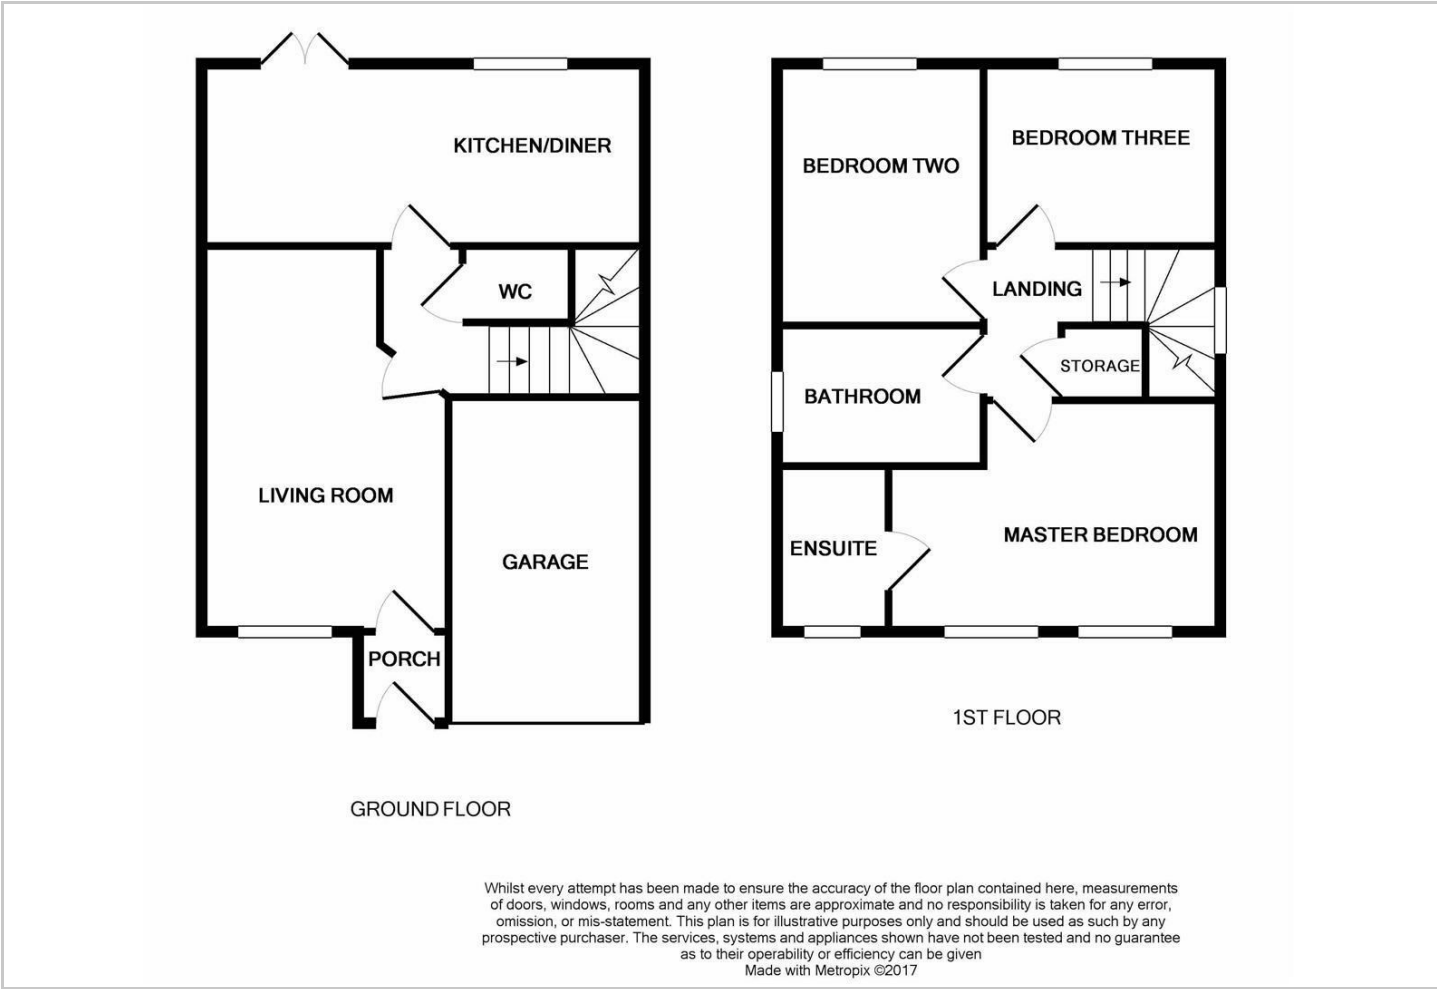 KITCHEN/DINER
WC
LIVING ROOM
GARAGE
PORCH
GROUND FLOOR
BEDROOM TWO
BEDROOM THREE
LANDING
STORAGE
BATHROOM
ENSUITE
MASTER BEDROOM
1ST FLOOR
Whilst every attempt has been made to ensure the accuracy of the floor plan contained here, measurements
of doors, windows, rooms and any other items are approximate and no responsibility is taken for any error,
omission, or mis-statement. This plan is for illustrative purposes only and should be used as such by any
prospective purchaser. The services, systems and appliances shown have not been tested and no guarantee
as to their operability or efficiency can be given
Made with Metropix ©2017